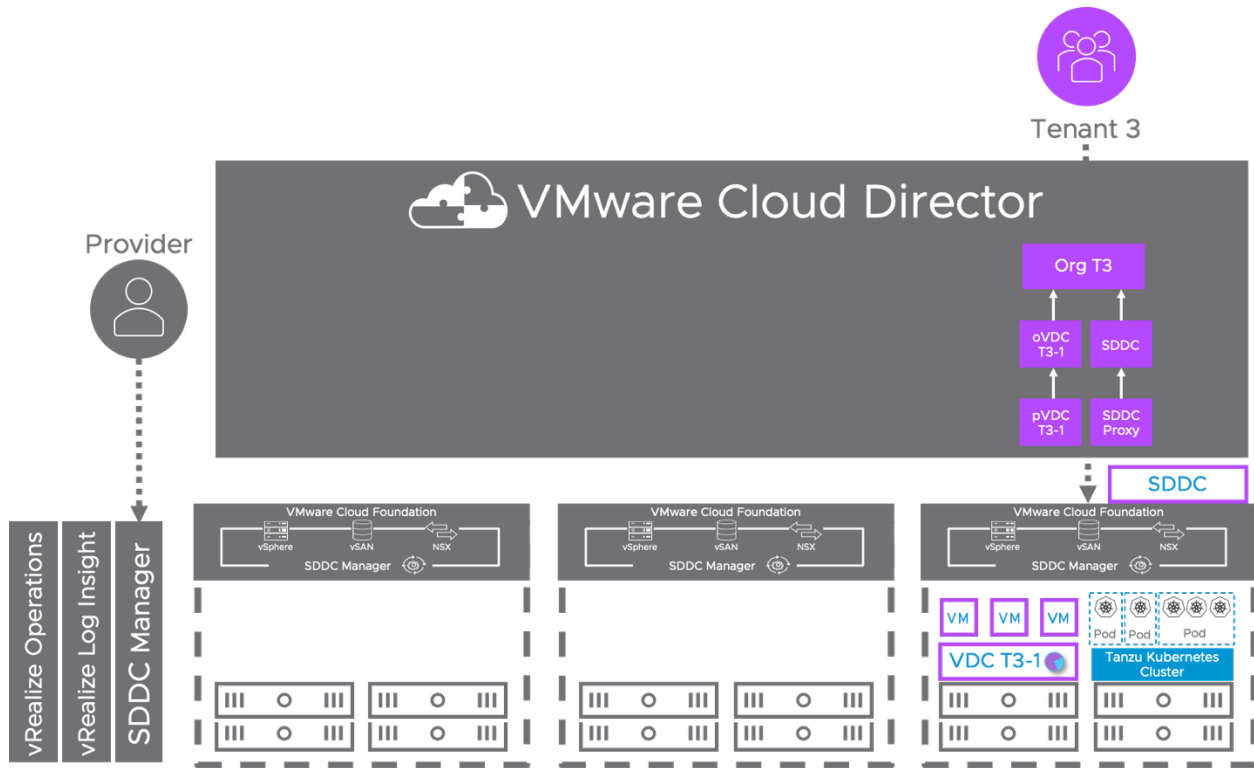 Tenant 3
VMware Cloud Director
Provider
Org T3
oVDC
T3-1
SDDC
pVDC
T3-1
SDDC
Proxy
SDDC
vRealize Operations
vRealize Log Insight
SDDC Manager
VMware Cloud Foundation
vSphere
vSAN
NSX
SDDC Manager
VMware Cloud Foundation
vSphere
vSAN
NSX
SDDC Manager
VMware Cloud Foundation
vSphere
vSAN
NSX
SDDC Manager
VM
VM
VM
Pod
Pod
Pod
VDC T3-1
Tanzu Kubernetes
Cluster